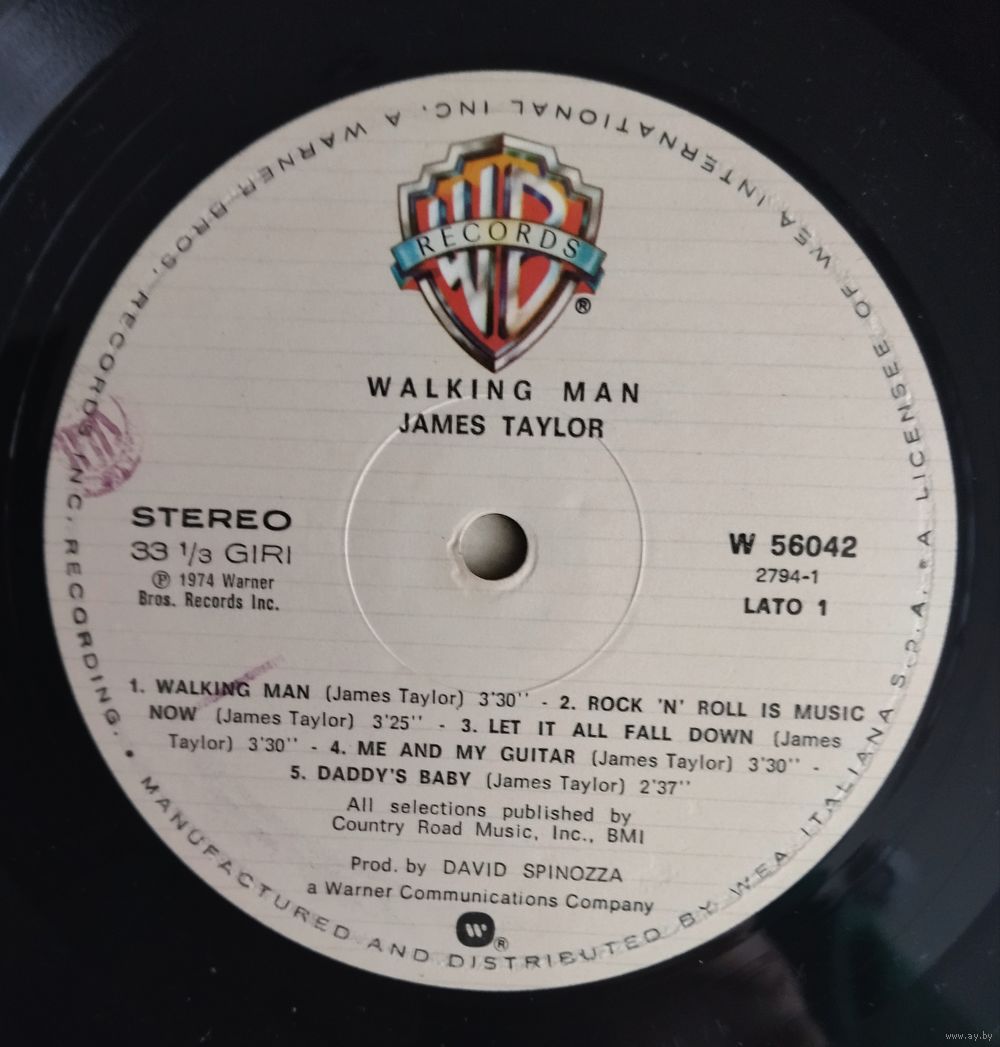 WB
RECORDS
®
WALKING MAN
JAMES TAYLOR
STEREO
33 1/3 GIRI
℗ 1974 Warner
Bros. Records Inc.
W 56042
2794-1
LATO 1
1. WALKING MAN (James Taylor) 3'30'' - 2. ROCK 'N' ROLL IS MUSIC
NOW (James Taylor) 3'25'' - 3. LET IT ALL FALL DOWN (James
Taylor) 3'30'' - 4. ME AND MY GUITAR (James Taylor) 3'30'' -
5. DADDY'S BABY (James Taylor) 2'37''
All selections published by
Country Road Music, Inc., BMI
Prod. by DAVID SPINOZZA
a Warner Communications Company
W ®
• MANUFACTURED AND DISTRIBUTED BY WEA ITALIANA S.P.A. • A LICENSEE OF WEA INTERNATIONAL INC. A WARNER BROS. RECORDS INC. RECORDING.
www.ay.by